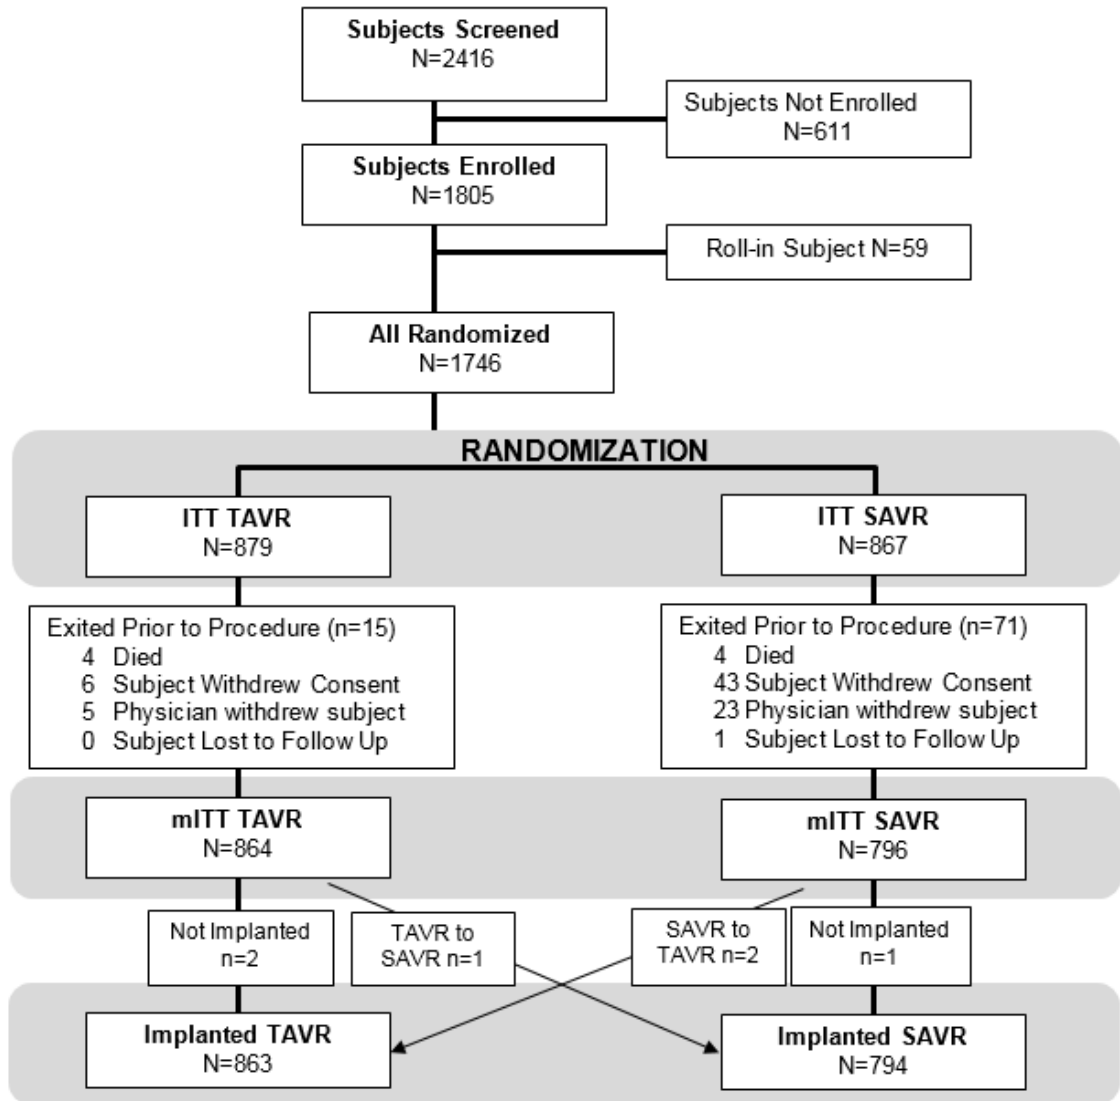 Subjects Screened
N=2416
Subjects Not Enrolled
N=611
Subjects Enrolled
N=1805
Roll-in Subject N=59
All Randomized
N=1746
RANDOMIZATION
ITT TAVR
N=879
ITT SAVR
N=867
Exited Prior to Procedure (n=15)
4 Died
6 Subject Withdrew Consent
5 Physician withdrew subject
0 Subject Lost to Follow Up
Exited Prior to Procedure (n=71)
4 Died
43 Subject Withdrew Consent
23 Physician withdrew subject
1 Subject Lost to Follow Up
mITT TAVR
N=864
mITT SAVR
N=796
Not Implanted
n=2
TAVR to
SAVR n=1
SAVR to
TAVR n=2
Not Implanted
n=1
Implanted TAVR
N=863
Implanted SAVR
N=794